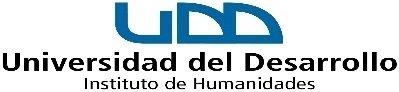 UDD
Universidad del Desarrollo
Instituto de Humanidades